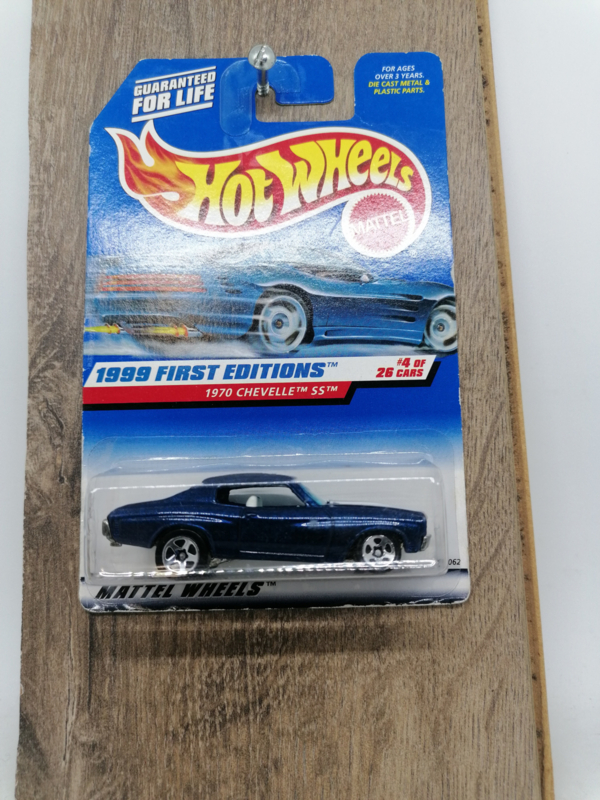 GUARANTEED
FOR LIFE
FOR AGES
OVER 3 YEARS.
DIE CAST METAL &
PLASTIC PARTS.
HOT WHEELS
MATTEL
1999 FIRST EDITIONS™
#4 OF
26 CARS
1970 CHEVELLE™ SS™
062
MATTEL WHEELS™